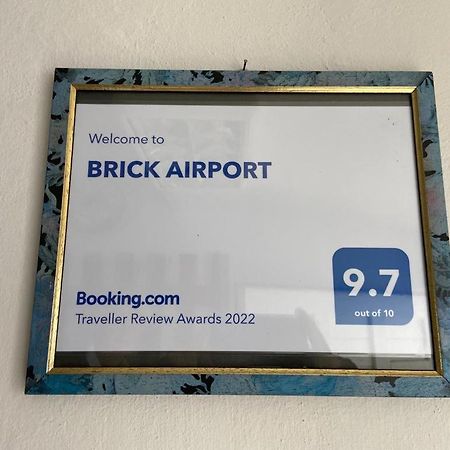 Welcome to
BRICK AIRPORT
9.7
out of 10
Booking.com
Traveller Review Awards 2022